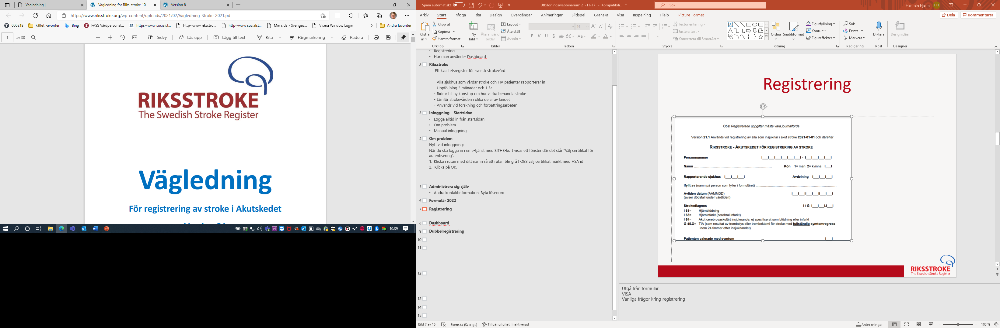 Vägledning |
Vägledning för Riks-stroke 10
Version 8
https://www.riksstroke.org/wp-content/uploads/2021/02/Vagledning-Stroke-2021.pdf
000218
Fältet Favoriter
Bing
FASS Vårdpersonal...
https--www socialst...
http--www riksstro...
http--www socialst...
Min sida - Sveriges...
Visma Window Login
Andra favoriter
1
av 30
Sidvy
Läs upp
Lägg till text
Rita
Färgmarkering
Radera
RIKSSTROKE
The Swedish Stroke Register
Vägledning
För registrering av stroke i Akutskedet
10:39
Spara automatiskt
Utbildningswebbinarium 21-11-17 - Kompatibili...
Sök
Hannele Hjelm
HH
Arkiv
Start
Infoga
Rita
Design
Övergångar
Animeringar
Bildspel
Granska
Visa
Inspelning
Hjälp
Picture Format
Dela
Kommentarer
Klistra
in
Klipp ut
Kopiera
Hämta format
Urklipp
Ny
bild
Återanvänd
bilder
Layout
Återställ
Avsnitt
Bilder
44
F K U S ab AV Aa
Tecken
Textorientering
Justera text
Konvertera till SmartArt
Stycke
Ordna
Snabbformat
Figurfyllning
Kontur
Figureffekter
Ritning
Sök
Ersätt
Markera
Redigering
Diktera
Röst
Designidéer
Designer
• Registrering
• Hur man använder Dashboard
2 Riksstroke
Ett kvalitetsregister för svensk strokevård
- Alla sjukhus som vårdar stroke och TIA patienter rapporterar in
- Uppföljning 3 månader och 1 år
- Bidrar till ny kunskap om hur vi ska behandla stroke
- Jämför strokevården i olika delar av landet
- Används vid forskning och förbättringsarbeten
3 Inloggning – Startsidan
• Logga alltid in från startsidan
• Om problem
• Manual inloggning
4 Om problem
Nytt vid inloggning:
När du ska logga in i en e-tjänst med SITHS-kort visas ett fönster där det står "Välj certifikat för
autentisering".
1. Klicka i rutan med ditt namn så att rutan blir grå ! OBS välj certifikat märkt med HSA id
2. Klicka på OK.
5 Administrera sig själv
• Ändra kontaktinformation, Byta lösenord
6 Formulär 2022
7 Registrering
8 Dashboard
9 Dubbelregistrering
10
11
12
13
14
15
Registrering
Obs! Registrerade uppgifter måste vara journalförda
Version 21.1 Används vid registrering av alla som insjuknar i akut stroke 2021-01-01 och därefter
RIKSSTROKE - AKUTSKEDET FÖR REGISTRERING AV STROKE
Personnummer I___I___I___I___I___I___I___I___I - I___I___I___I___I
Namn ........ Kön 1= man 2= kvinna I___I
Rapporterande sjukhus I___I___I___I Avdelning I___I___I___I
Ifyllt av (namn på person som fyller i formuläret) ........
Avliden datum (ÅÅMMDD) I___I___II___I___II___I___I
(avser dödsfall under vårdtiden)
Strokediagnos I / G I___I___I.I___I
I 61= Hjärnblödning
I 63= Hjärninfarkt (cerebral infarkt)
I 64= Akut cerebrovaskulärt insjuknande, ej specificerat som blödning eller infarkt
G 45.X= TIA (som resultat av trombolys eller trombektomi för stroke med fullständig symtomregress
inom 24 timmar efter insjuknandet)
Patienten vaknade med symtom I___I
RIKSSTROKE
The Swedish Stroke Register
Utgå från formulär
VISA
Vanliga frågor kring registrering
Bild 7 av 16
Svenska (Sverige)
Tillgänglighet: Inaktiverad
Anteckningar
103 %